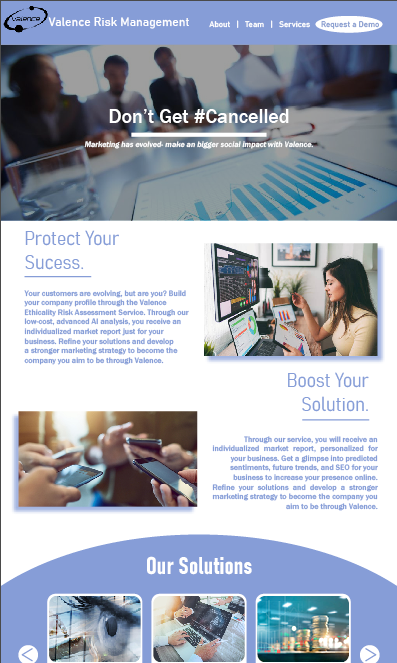 Valence
Valence Risk Management
About | Team | Services Request a Demo
Don't Get #Cancelled
Marketing has evolved- make an bigger social impact with Valence.
Protect Your
Sucess.
Your customers are evolving, but are you? Build
your company profile through the Valence
Ethicality Risk Assessment Service. Through our
low-cost, advanced AI analysis, you receive an
individualized market report just for your
business. Refine your solutions and develop
a stronger marketing strategy to become the
company you aim to be through Valence.
Boost Your
Solution.
Through our service, you will receive an
individualized market report, personalized for
your business. Get a glimpse into predicted
sentiments, future trends, and SEO for your
business to increase your presence online.
Refine your solutions and develop a stronger
marketing strategy to become the company you
aim to be through Valence.
Our Solutions
< >